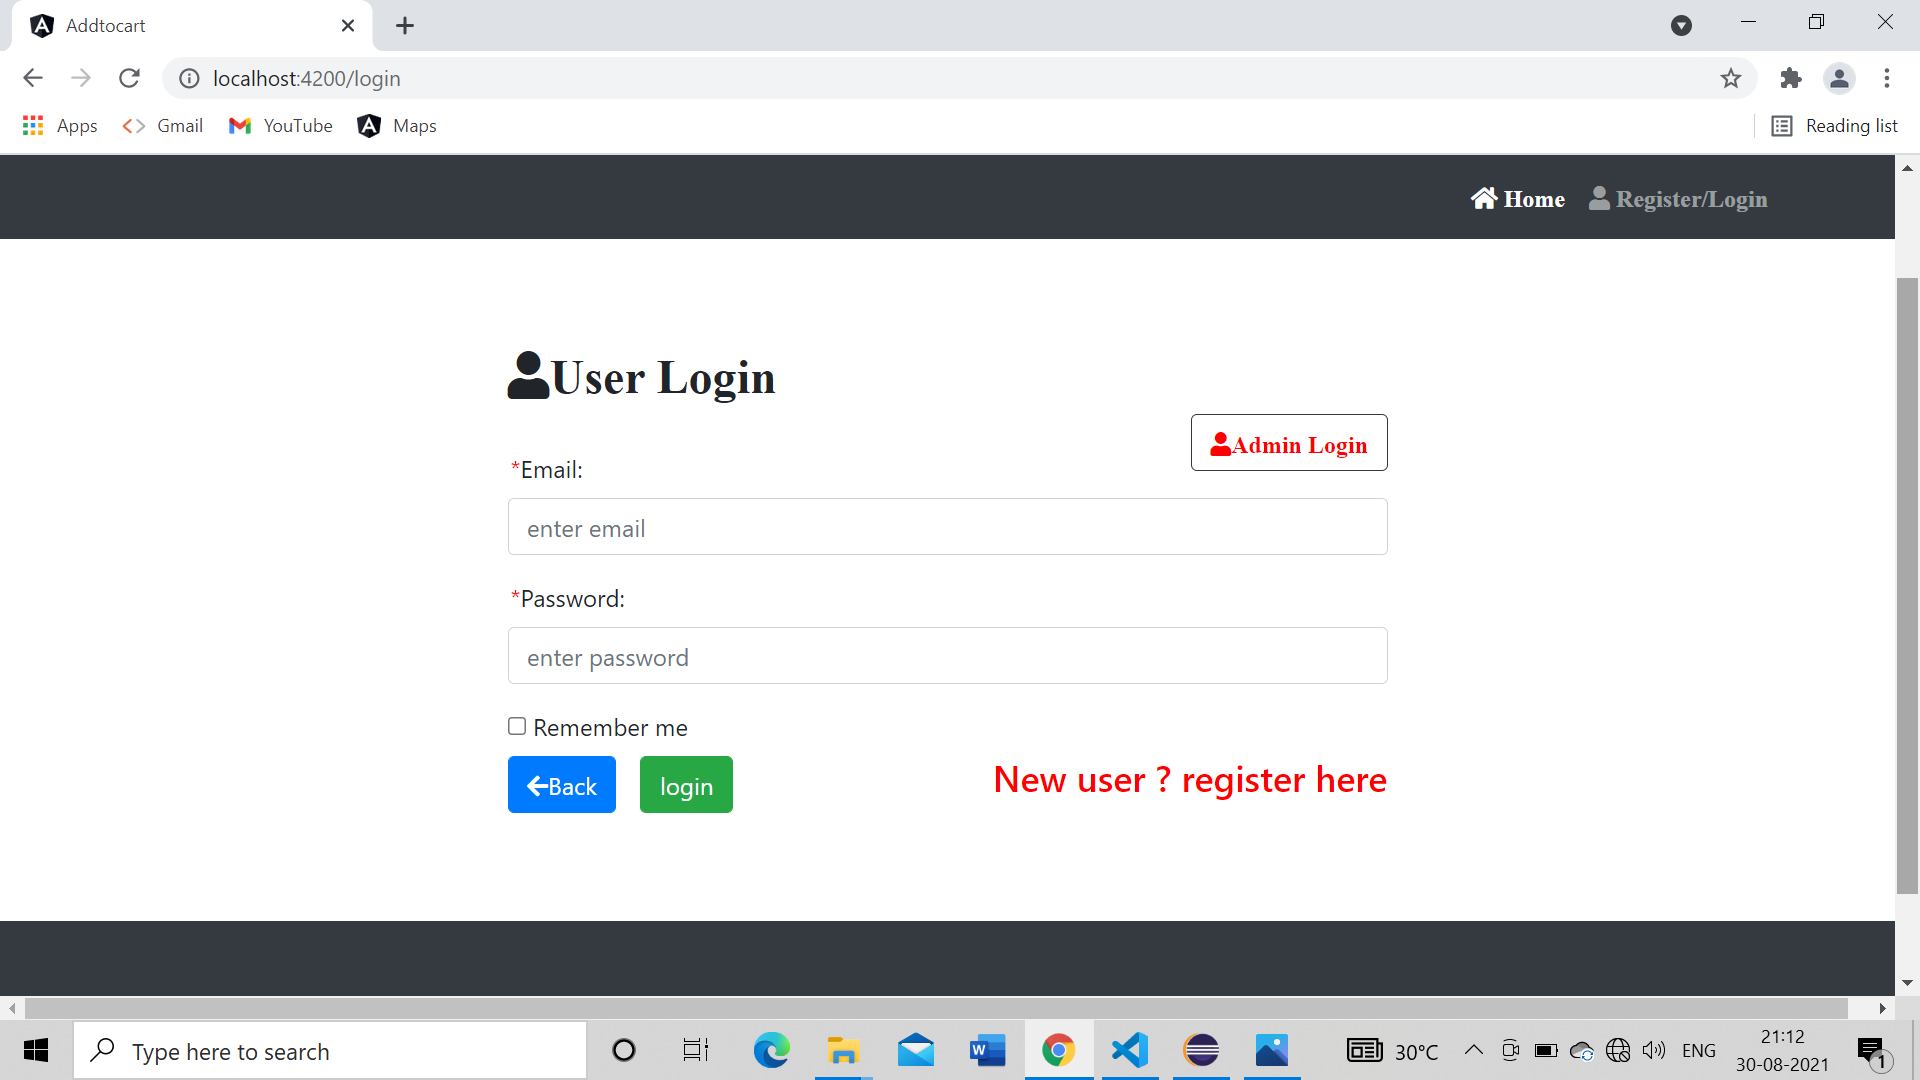 Addtocart
localhost:4200/login
Apps Gmail YouTube Maps Reading list
Home Register/Login
User Login
Admin Login
*Email:
enter email
*Password:
enter password
Remember me
Back login New user ? register here
Type here to search
30°C ENG 21:12
30-08-2021
1